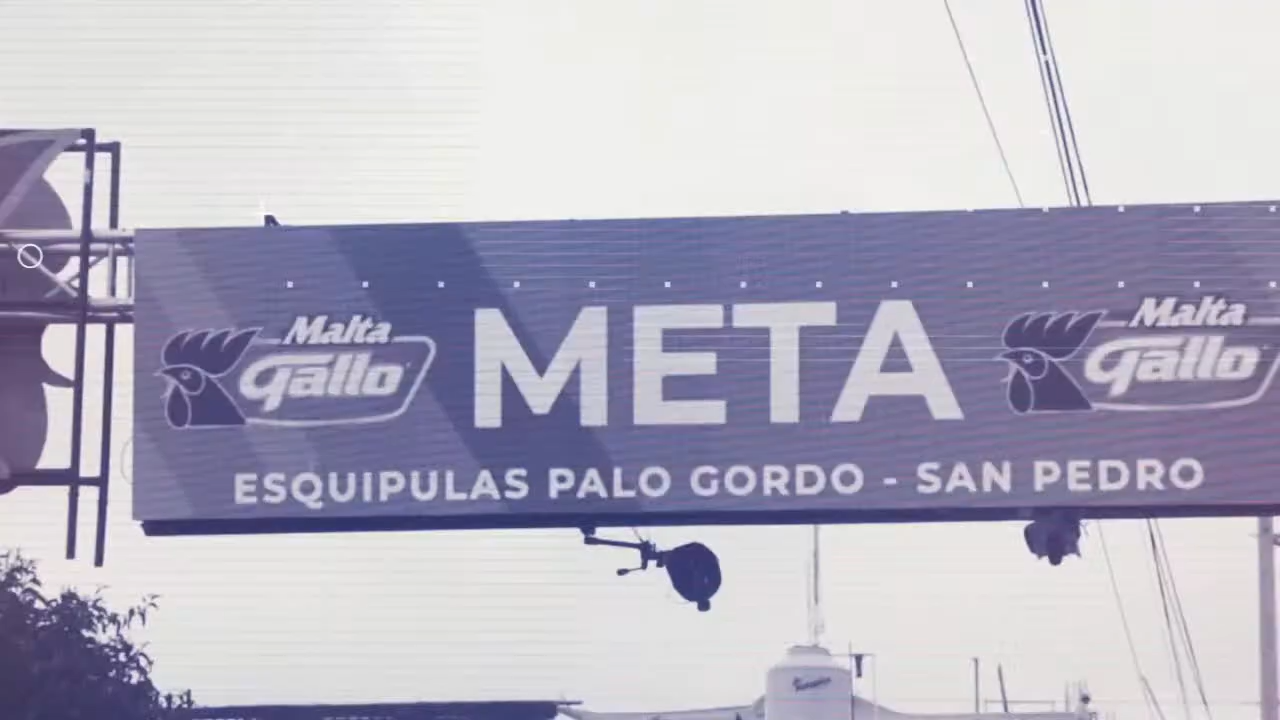 Malta
Gallo
META
Malta
Gallo
ESQUIPULAS PALO GORDO - SAN PEDRO